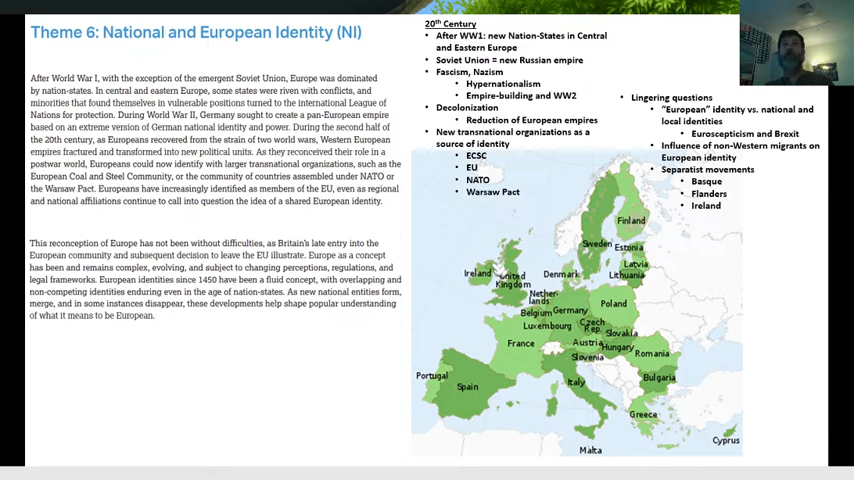 Theme 6: National and European Identity (NI)
After World War I, with the exception of the emergent Soviet Union, Europe was dominated
by nation-states. In central and eastern Europe, some states were riven with conflicts, and
minorities that found themselves in vulnerable positions turned to the international League of
Nations for protection. During World War II, Germany sought to create a pan-European empire
based on an extreme version of German national identity and power. During the second half of
the 20th century, as Europeans recovered from the strain of two world wars, Western European
empires fractured and transformed into new political units. As they reconceived their role in a
postwar world, Europeans could now identify with larger transnational organizations, such as the
European Coal and Steel Community, or the community of countries assembled under NATO or
the Warsaw Pact. Europeans have increasingly identified as members of the EU, even as regional
and national affiliations continue to call into question the idea of a shared European identity.
This reconception of Europe has not been without difficulties, as Britain's late entry into the
European community and subsequent decision to leave the EU illustrate. Europe as a concept
has been and remains complex, evolving, and subject to changing perceptions, regulations, and
legal frameworks. European identities since 1450 have been a fluid concept, with overlapping and
non-competing identities enduring even in the age of nation-states. As new national entities form,
merge, and in some instances disappear, these developments help shape popular understanding
of what it means to be European.
20th Century
• After WW1: new Nation-States in Central
and Eastern Europe
• Soviet Union = new Russian empire
• Fascism, Nazism
• Hypernationalism
• Empire-building and WW2
• Decolonization
• Reduction of European empires
• New transnational organizations as a
source of identity
• ECSC
• EU
• NATO
• Warsaw Pact
• Lingering questions
• "European" identity vs. national and
local identities
• Euroscepticism and Brexit
• Influence of non-Western migrants on
European identity
• Separatist movements
• Basque
• Flanders
• Ireland
Finland
Sweden
Estonia
Latvia
Lithuania
Denmark
Ireland
United
Kingdom
Nether-
lands
Poland
Belgium
Germany
Luxembourg
Czech
Rep.
Slovakia
France
Austria
Hungary
Romania
Slovenia
Portugal
Spain
Italy
Bulgaria
Greece
Cyprus
Malta